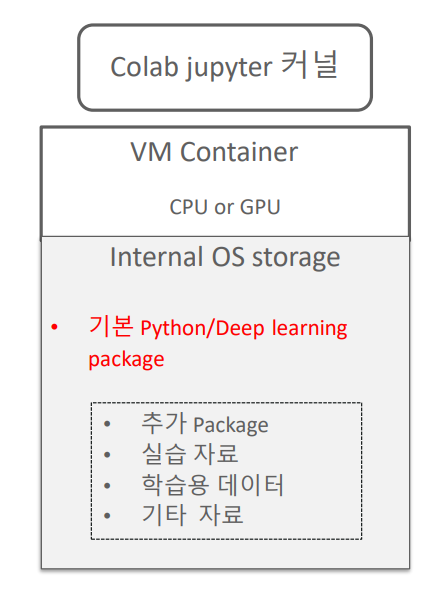 Colab jupyter 커널
VM Container
CPU or GPU
Internal OS storage
• 기본 Python/Deep learning
package
• 추가 Package
• 실습 자료
• 학습용 데이터
• 기타 자료